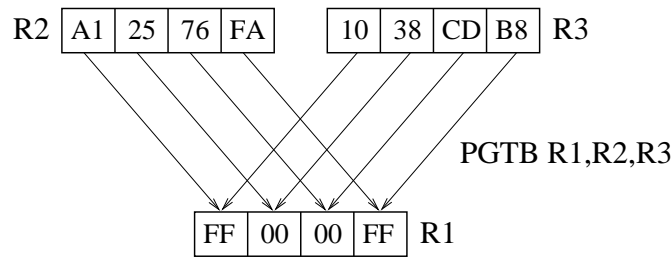 R2 A1 25 76 FA 10 38 CD B8 R3
PGTB R1,R2,R3
FF 00 00 FF R1